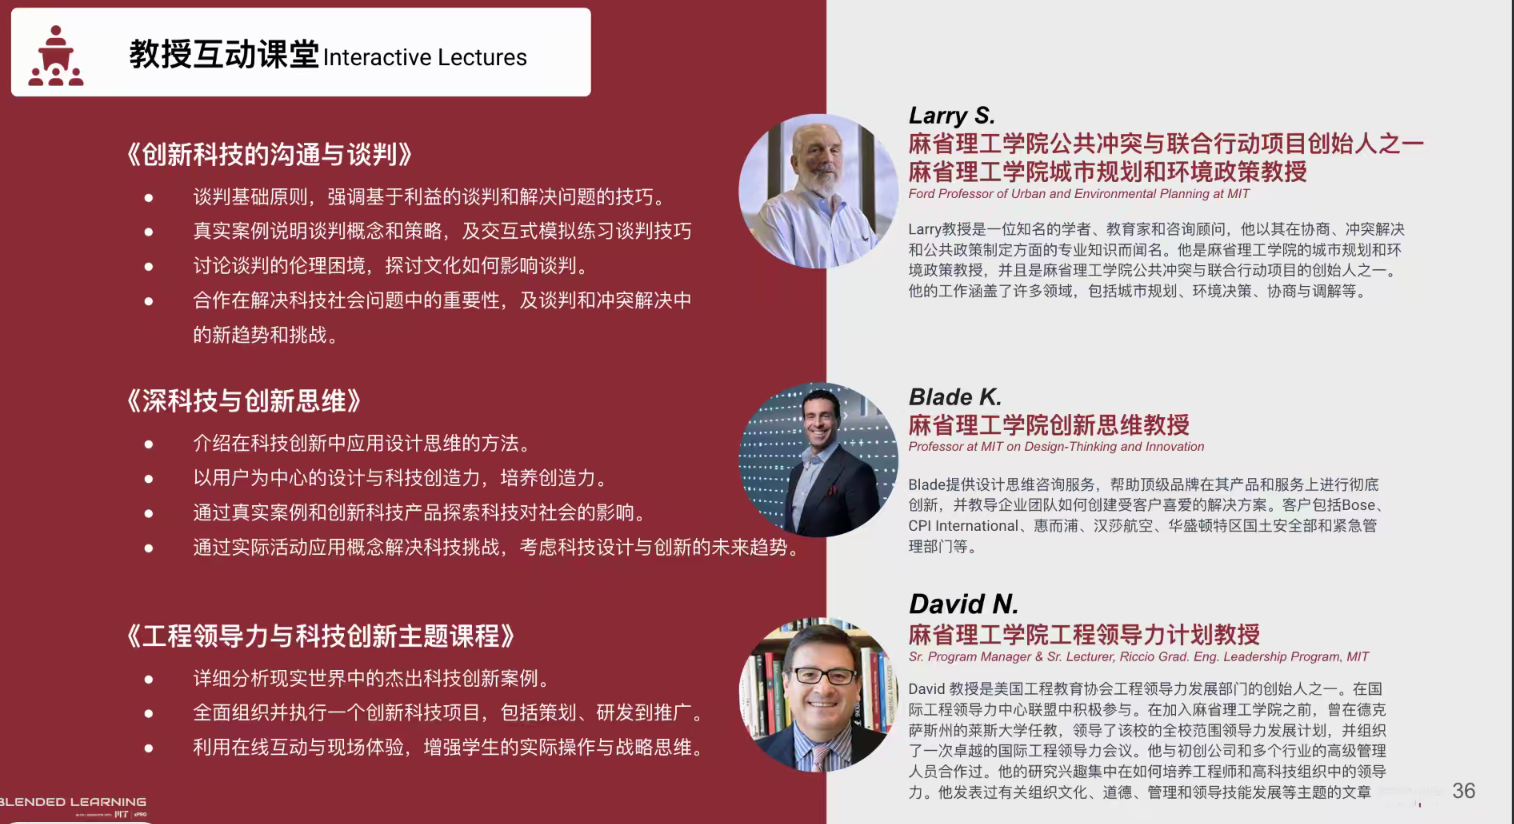 教授互动课堂Interactive Lectures
《创新科技的沟通与谈判》
● 谈判基础原则，强调基于利益的谈判和解决问题的技巧。
● 真实案例说明谈判概念和策略，及交互式模拟练习谈判技巧
● 讨论谈判的伦理困境，探讨文化如何影响谈判。
● 合作在解决科技社会问题中的重要性，及谈判和冲突解决中
的新趋势和挑战。
Larry S.
麻省理工学院公共冲突与联合行动项目创始人之一
麻省理工学院城市规划和环境政策教授
Ford Professor of Urban and Environmental Planning at MIT
Larry教授是一位知名的学者、教育家和咨询顾问，他以其在协商、冲突解决
和公共政策制定方面的专业知识而闻名。他是麻省理工学院的城市规划和环
境政策教授，并且是麻省理工学院公共冲突与联合行动项目的创始人之一。
他的工作涵盖了许多领域，包括城市规划、环境决策、协商与调解等。
《深科技与创新思维》
● 介绍在科技创新中应用设计思维的方法。
● 以用户为中心的设计与科技创造力，培养创造力。
● 通过真实案例和创新科技产品探索科技对社会的影响。
● 通过实际活动应用概念解决科技挑战，考虑科技设计与创新的未来趋势。
Blade K.
麻省理工学院创新思维教授
Professor at MIT on Design-Thinking and Innovation
Blade提供设计思维咨询服务，帮助顶级品牌在其产品和服务上进行彻底
创新，并教导企业团队如何创建受客户喜爱的解决方案。客户包括Bose、
CPI International、惠而浦、汉莎航空、华盛顿特区国土安全部和紧急管
理部门等。
《工程领导力与科技创新主题课程》
● 详细分析现实世界中的杰出科技创新案例。
● 全面组织并执行一个创新科技项目，包括策划、研发到推广。
● 利用在线互动与现场体验，增强学生的实际操作与战略思维。
David N.
麻省理工学院工程领导力计划教授
Sr. Program Manager & Sr. Lecturer, Riccio Grad. Eng. Leadership Program, MIT
David 教授是美国工程教育协会工程领导力发展部门的创始人之一。在国
际工程领导力中心联盟中积极参与。在加入麻省理工学院之前，曾在德克
萨斯州的莱斯大学任教，领导了该校的全校范围领导力发展计划，并组织
了一次卓越的国际工程领导力会议。他与初创公司和多个行业的高级管理
人员合作过。他的研究兴趣集中在如何培养工程师和高科技组织中的领导
力。他发表过有关组织文化、道德、管理和领导技能发展等主题的文章
BLENDED LEARNING
MIT xPRO
36